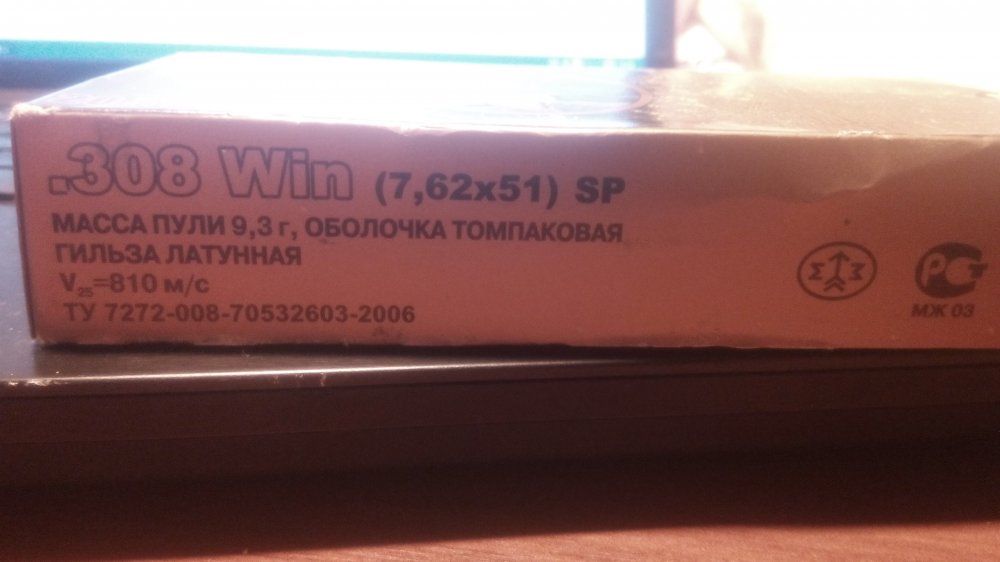 .308 Win (7,62x51) SP
МАССА ПУЛИ 9,3 г, ОБОЛОЧКА ТОМПАКОВАЯ
ГИЛЬЗА ЛАТУННАЯ
V25=810 м/с
ТУ 7272-008-70532603-2006
РСТ
МЖ 03